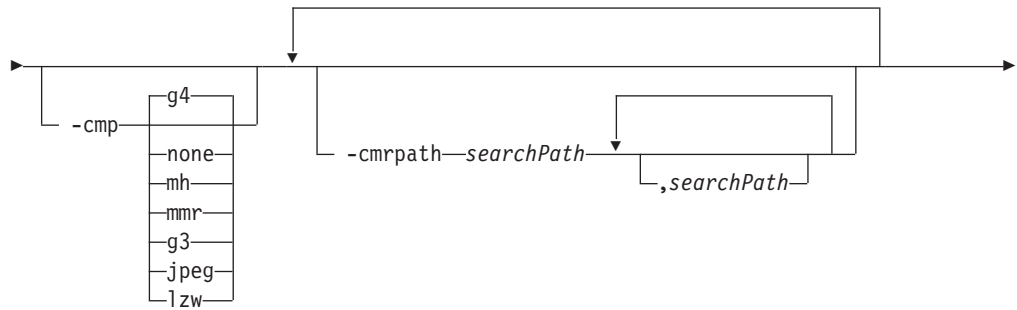 g4
-cmp
none
-cmrpath searchPath
mh
,searchPath
mmr
g3
jpeg
lzw